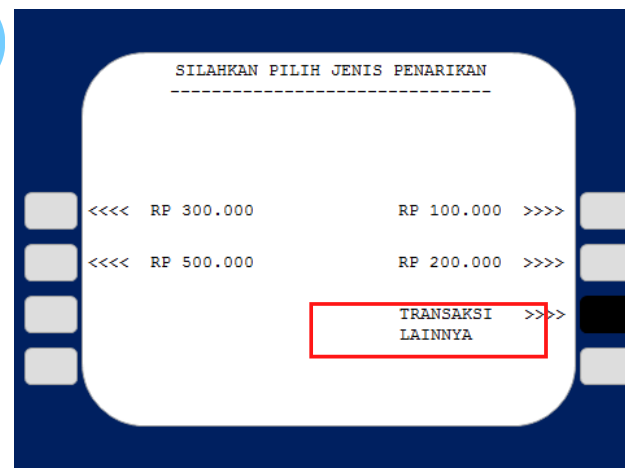 SILAHKAN PILIH JENIS PENARIKAN
-------------------------------
<<<< RP 300.000 RP 100.000 >>>>
<<<< RP 500.000 RP 200.000 >>>>
TRANSAKSI >>>>
LAINNYA